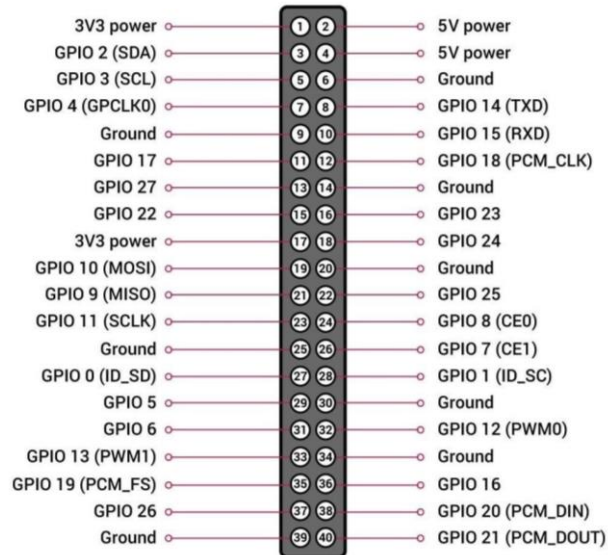 3V3 power 1 2 5V power
GPIO 2 (SDA) 3 4 5V power
GPIO 3 (SCL) 5 6 Ground
GPIO 4 (GPCLK0) 7 8 GPIO 14 (TXD)
Ground 9 10 GPIO 15 (RXD)
GPIO 17 11 12 GPIO 18 (PCM_CLK)
GPIO 27 13 14 Ground
GPIO 22 15 16 GPIO 23
3V3 power 17 18 GPIO 24
GPIO 10 (MOSI) 19 20 Ground
GPIO 9 (MISO) 21 22 GPIO 25
GPIO 11 (SCLK) 23 24 GPIO 8 (CE0)
Ground 25 26 GPIO 7 (CE1)
GPIO 0 (ID_SD) 27 28 GPIO 1 (ID_SC)
GPIO 5 29 30 Ground
GPIO 6 31 32 GPIO 12 (PWM0)
GPIO 13 (PWM1) 33 34 Ground
GPIO 19 (PCM_FS) 35 36 GPIO 16
GPIO 26 37 38 GPIO 20 (PCM_DIN)
Ground 39 40 GPIO 21 (PCM_DOUT)